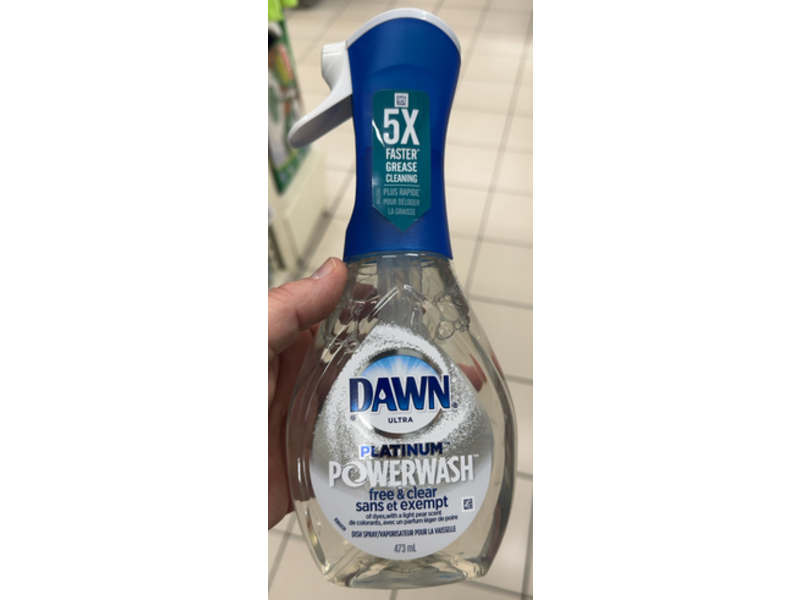 5X
FASTER*
GREASE
CLEANING
PLUS RAPIDE*
POUR DÉLOGER
LA GRAISSE
DAWN®
ULTRA
PLATINUM™
POWERWASH™
free & clear
sans et exempt
of dyes, with a light pear scent
de colorants, avec un parfum léger de poire
DISH SPRAY/VAPORISATEUR POUR LA VAISSELLE
473 mL